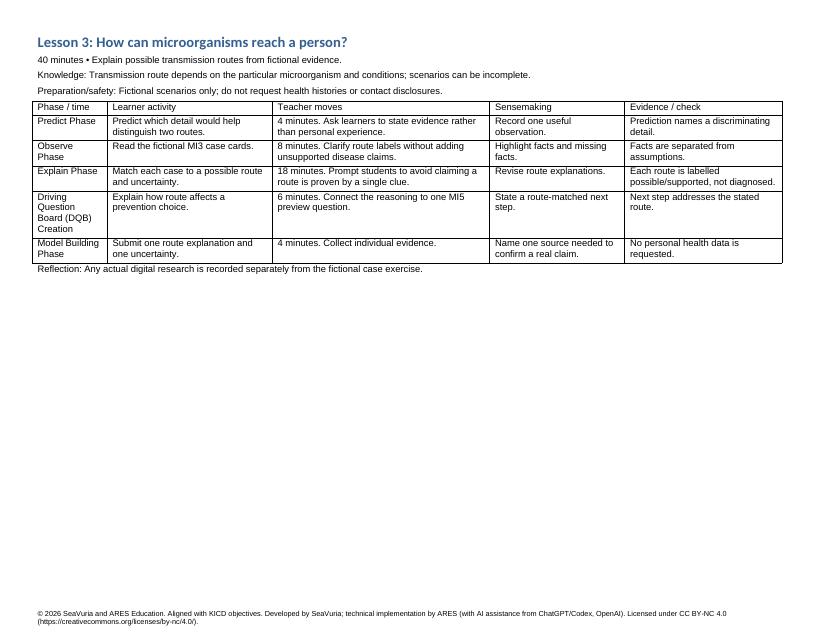 Lesson 3: How can microorganisms reach a person?
40 minutes • Explain possible transmission routes from fictional evidence.
Knowledge: Transmission route depends on the particular microorganism and conditions; scenarios can be incomplete.
Preparation/safety: Fictional scenarios only; do not request health histories or contact disclosures.
Phase / time
Learner activity
Teacher moves
Sensemaking
Evidence / check
Predict Phase
Predict which detail would help
distinguish two routes.
4 minutes. Ask learners to state evidence rather
than personal experience.
Record one useful
observation.
Prediction names a discriminating
detail.
Observe
Phase
Read the fictional MI3 case cards.
8 minutes. Clarify route labels without adding
unsupported disease claims.
Highlight facts and missing
facts.
Facts are separated from
assumptions.
Explain Phase
Match each case to a possible route
and uncertainty.
18 minutes. Prompt students to avoid claiming a
route is proven by a single clue.
Revise route explanations.
Each route is labelled
possible/supported, not diagnosed.
Driving
Question
Board (DQB)
Creation
Explain how route affects a
prevention choice.
6 minutes. Connect the reasoning to one MI5
preview question.
State a route-matched next
step.
Next step addresses the stated
route.
Model Building
Phase
Submit one route explanation and
one uncertainty.
4 minutes. Collect individual evidence.
Name one source needed to
confirm a real claim.
No personal health data is
requested.
Reflection: Any actual digital research is recorded separately from the fictional case exercise.
© 2026 SeaVuria and ARES Education. Aligned with KICD objectives. Developed by SeaVuria; technical implementation by ARES (with AI assistance from ChatGPT/Codex, OpenAI). Licensed under CC BY-NC 4.0
(https://creativecommons.org/licenses/by-nc/4.0/).